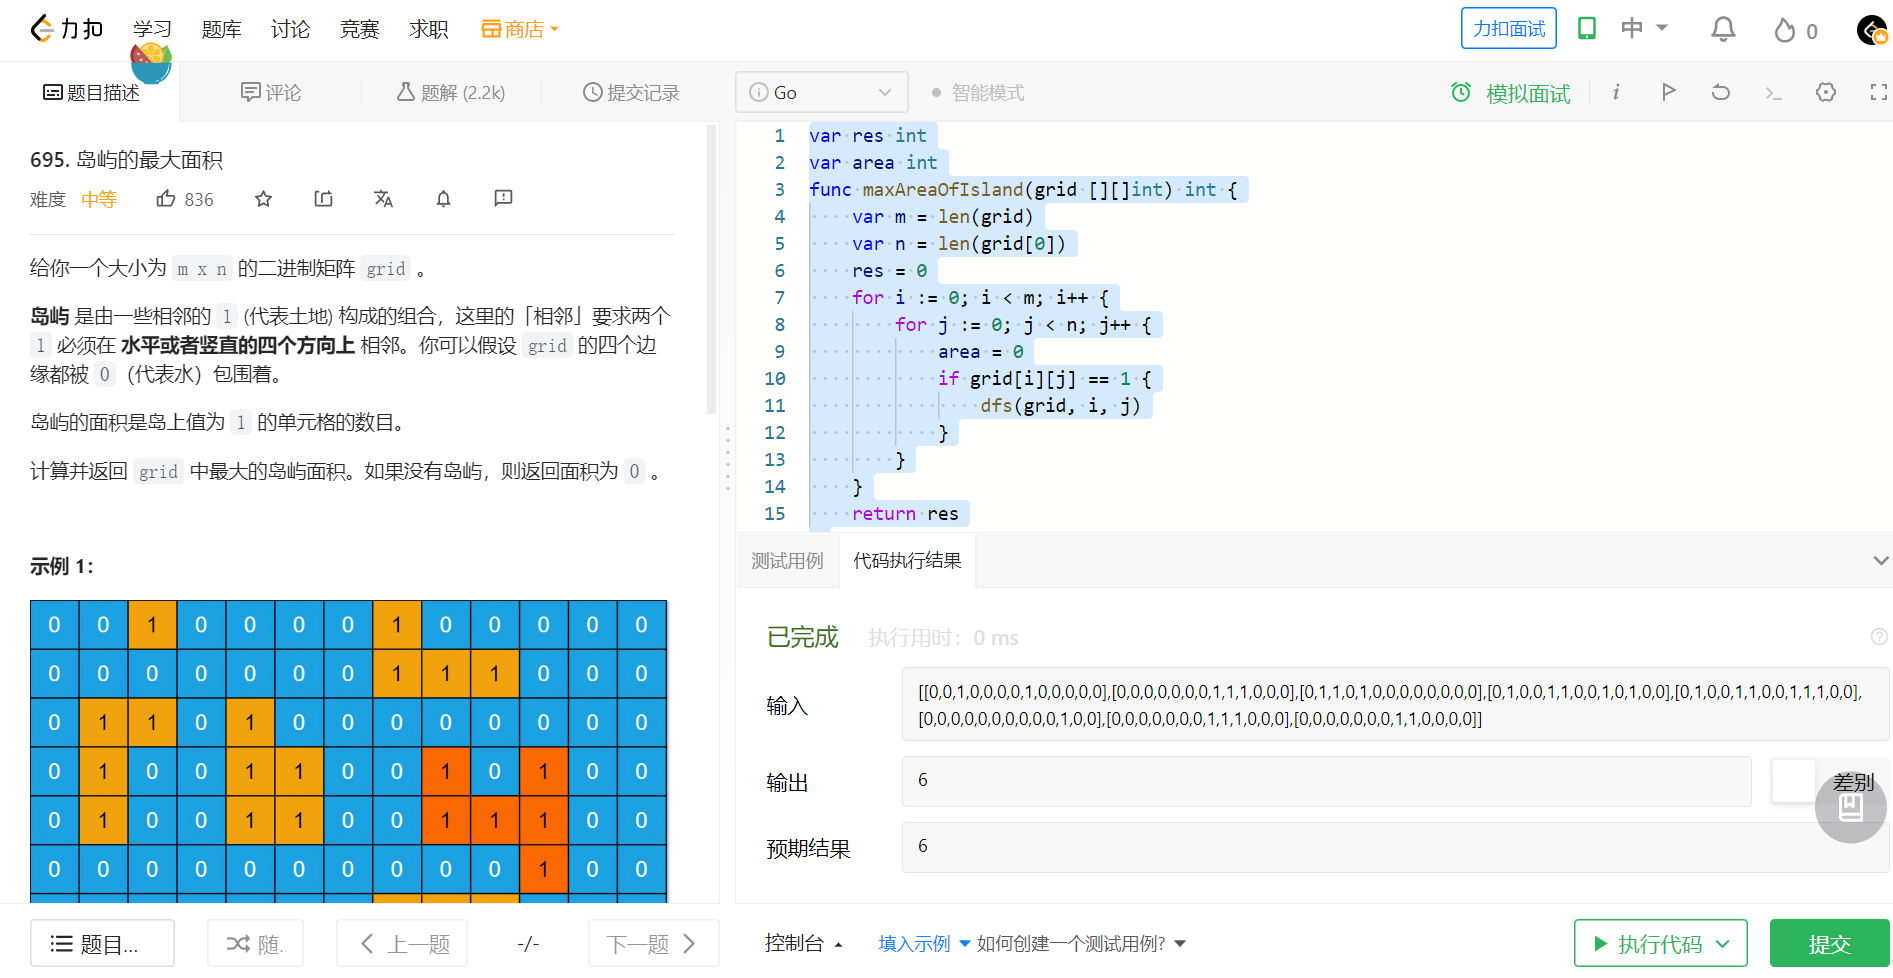 力扣 学习 题库 讨论 竞赛 求职 商店 力扣面试 中 0
题目描述 评论 题解 (2.2k) 提交记录 Go 智能模式 模拟面试 i
695. 岛屿的最大面积
难度 中等 836
给你一个大小为 m x n 的二进制矩阵 grid 。
岛屿 是由一些相邻的 1 (代表土地) 构成的组合，这里的「相邻」要求两个
1 必须在 水平或者竖直的四个方向上 相邻。你可以假设 grid 的四个边
缘都被 0（代表水）包围着。
岛屿的面积是岛上值为 1 的单元格的数目。
计算并返回 grid 中最大的岛屿面积。如果没有岛屿，则返回面积为 0 。
示例 1:
0 0 1 0 0 0 0 1 0 0 0 0 0
0 0 0 0 0 0 0 1 1 1 0 0 0
0 1 1 0 1 0 0 0 0 0 0 0 0
0 1 0 0 1 1 0 0 1 0 1 0 0
0 1 0 0 1 1 0 0 1 1 1 0 0
0 0 0 0 0 0 0 0 0 0 1 0 0
题目... 随. 上一题 -/- 下一题
1 var res int
2 var area int
3 func maxAreaOfIsland(grid [][]int) int {
4 var m = len(grid)
5 var n = len(grid[0])
6 res = 0
7 for i := 0; i < m; i++ {
8 for j := 0; j < n; j++ {
9 area = 0
10 if grid[i][j] == 1 {
11 dfs(grid, i, j)
12 }
13 }
14 }
15 return res
测试用例 代码执行结果
已完成 执行用时：0 ms
输入 [[0,0,1,0,0,0,0,1,0,0,0,0,0],[0,0,0,0,0,0,0,1,1,1,0,0,0],[0,1,1,0,1,0,0,0,0,0,0,0,0],[0,1,0,0,1,1,0,0,1,0,1,0,0],[0,1,0,0,1,1,0,0,1,1,1,0,0],
[0,0,0,0,0,0,0,0,0,0,1,0,0],[0,0,0,0,0,0,0,1,1,1,0,0,0],[0,0,0,0,0,0,0,1,1,0,0,0,0]]
输出 6 差别
预期结果 6
控制台 填入示例 如何创建一个测试用例? 执行代码 提交